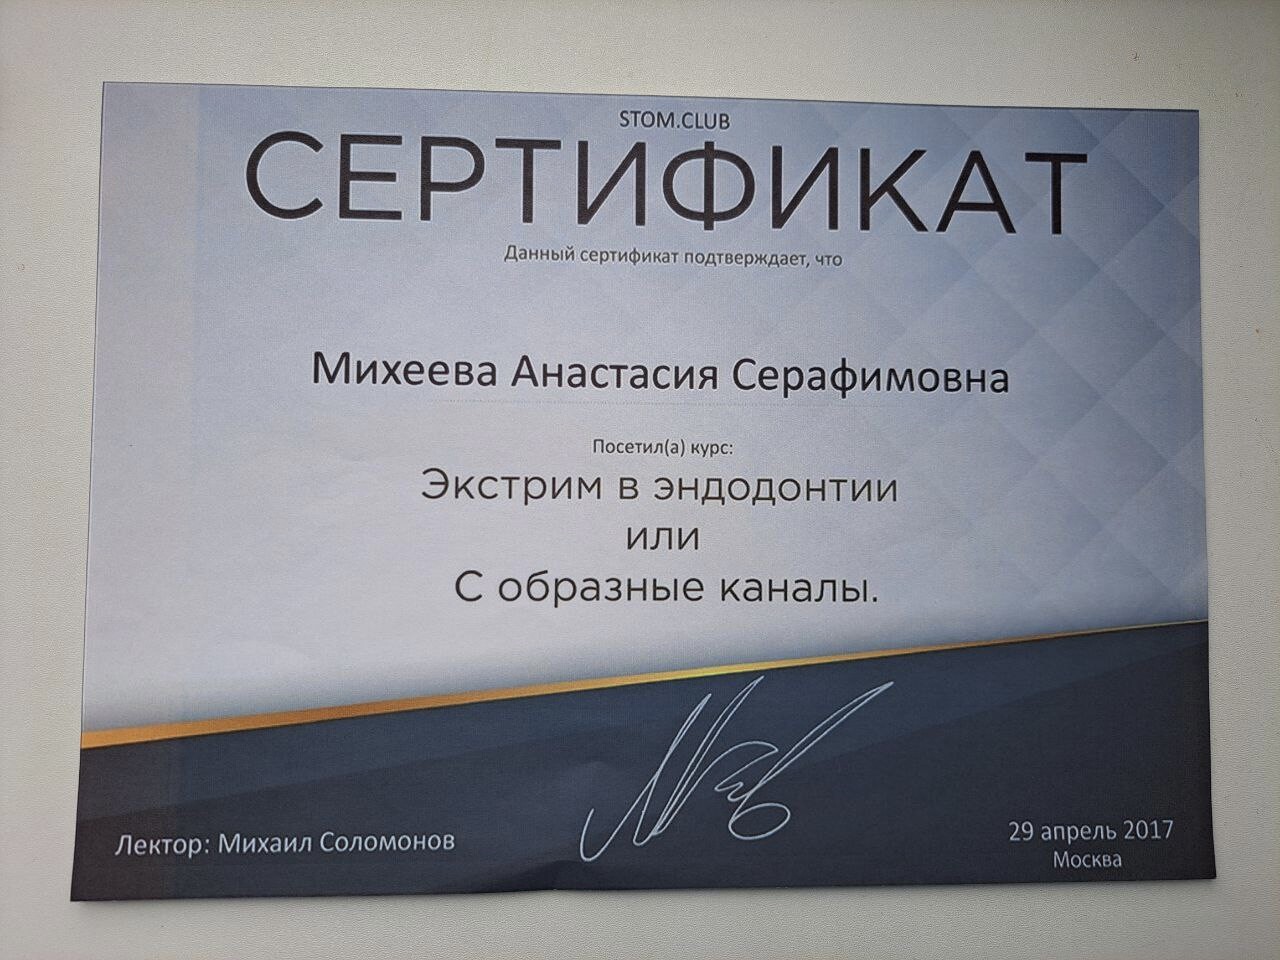 STOM.CLUB
СЕРТИФИКАТ
Данный сертификат подтверждает, что
Михеева Анастасия Серафимовна
Посетил(а) курс:
Экстрим в эндодонтии
или
С образные каналы.
Лектор: Михаил Соломонов
29 апрель 2017
Москва